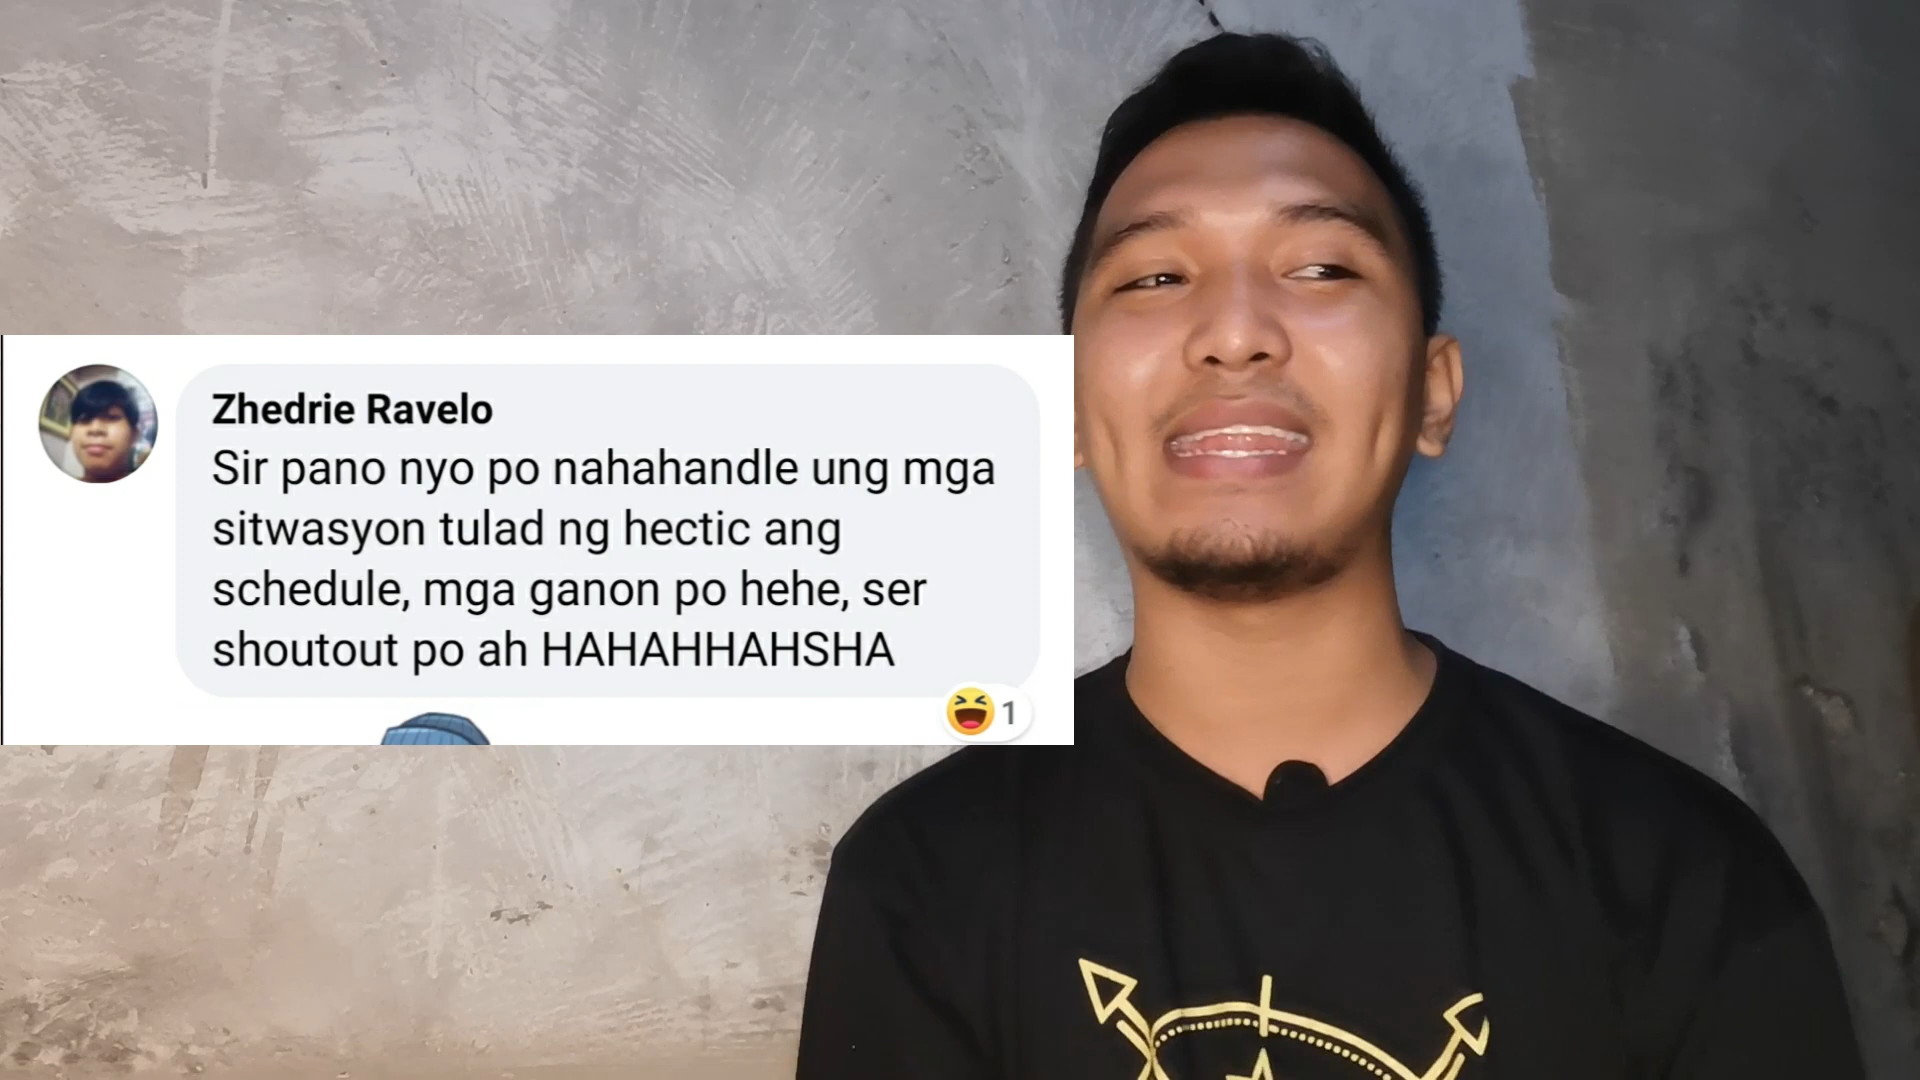 Zhedrie Ravelo
Sir pano nyo po nahahandle ung mga
sitwasyon tulad ng hectic ang
schedule, mga ganon po hehe, ser
shoutout po ah HAHAHHAHSHA
1